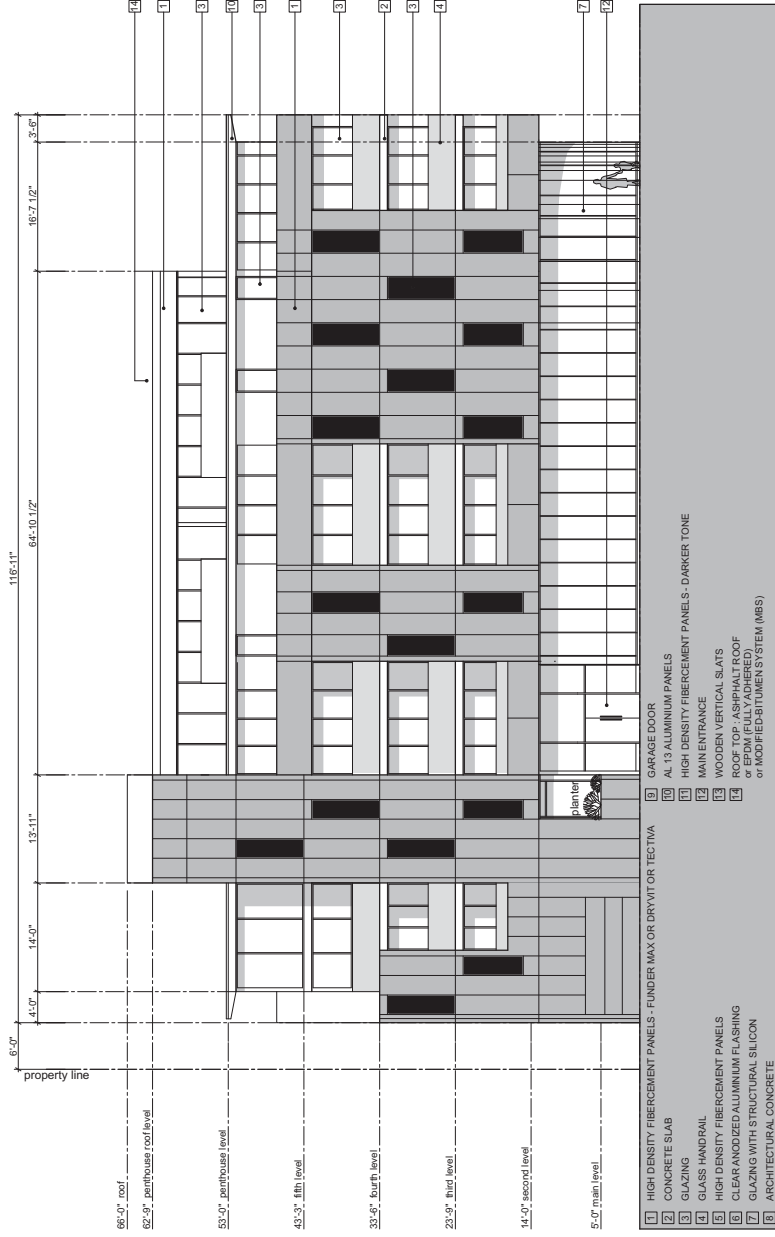 14
1
3
10
3
1
3
2
3
4
7
12
116'-11"
6'-0"
4'-0"
14'-0"
13'-11"
64'-10 1/2"
16'-7 1/2"
3'-6"
property line
66'-0" roof
62'-9" penthouse roof level
53'-0" penthouse level
43'-3" fifth level
33'-6" fourth level
23'-9" third level
14'-0" second level
5'-0" main level
planter
1 HIGH DENSITY FIBERCEMENT PANELS - FUNDER MAX OR DRYVIT OR TECTIVA
2 CONCRETE SLAB
3 GLAZING
4 GLASS HANDRAIL
5 HIGH DENSITY FIBERCEMENT PANELS
6 CLEAR ANODIZED ALUMINIUM FLASHING
7 GLAZING WITH STRUCTURAL SILICON
8 ARCHITECTURAL CONCRETE
9 GARAGE DOOR
10 AL 13 ALUMINIUM PANELS
11 HIGH DENSITY FIBERCEMENT PANELS - DARKER TONE
12 MAIN ENTRANCE
13 WOODEN VERTICAL SLATS
14 ROOF TOP : ASHPHALT ROOF
or EPDM (FULLY ADHERED)
or MODIFIED-BITUMEN SYSTEM (MBS)